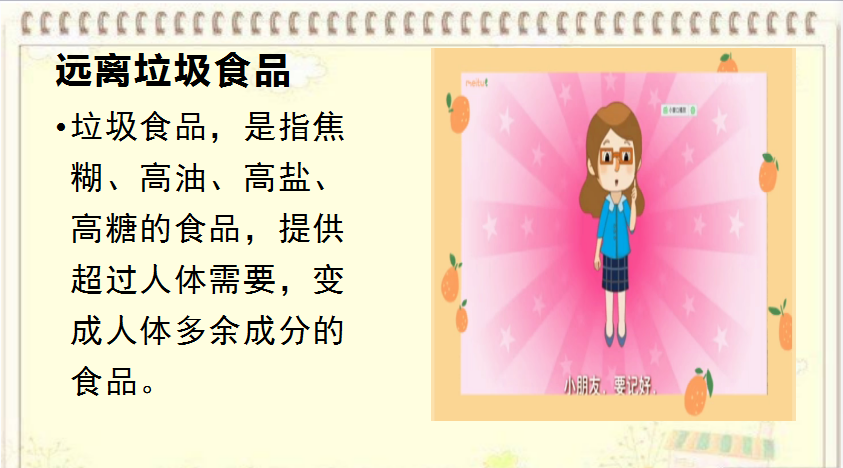 远离垃圾食品
•垃圾食品，是指焦
糊、高油、高盐、
高糖的食品，提供
超过人体需要，变
成人体多余成分的
食品。
meitu
小朋友，要记好，